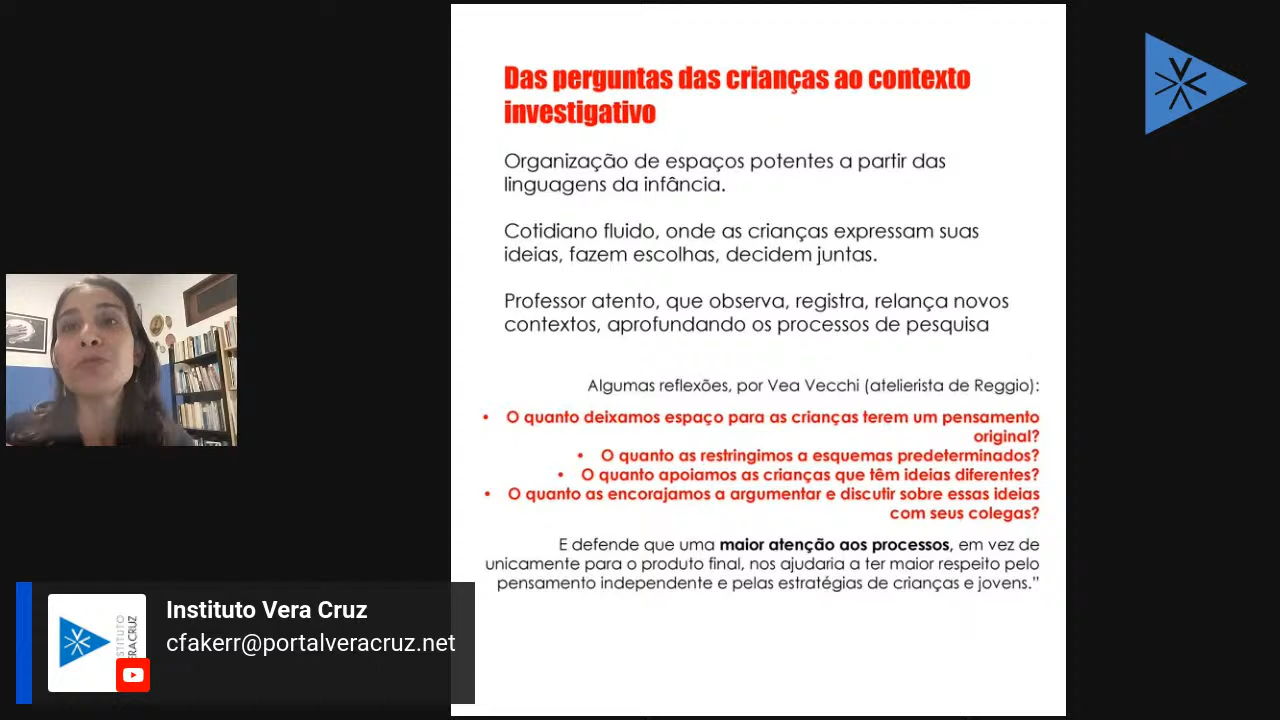 Das perguntas das crianças ao contexto
investigativo
Organização de espaços potentes a partir das
linguagens da infância.
Cotidiano fluido, onde as crianças expressam suas
ideias, fazem escolhas, decidem juntas.
Professor atento, que observa, registra, relança novos
contextos, aprofundando os processos de pesquisa
Algumas reflexões, por Vea Vecchi (atelierista de Reggio):
• O quanto deixamos espaço para as crianças terem um pensamento
original?
• O quanto as restringimos a esquemas predeterminados?
• O quanto apoiamos as crianças que têm ideias diferentes?
• O quanto as encorajamos a argumentar e discutir sobre essas ideias
com seus colegas?
E defende que uma maior atenção aos processos, em vez de
unicamente para o produto final, nos ajudaria a ter maior respeito pelo
pensamento independente e pelas estratégias de crianças e jovens.”
Instituto Vera Cruz
cfakerr@portalveracruz.net